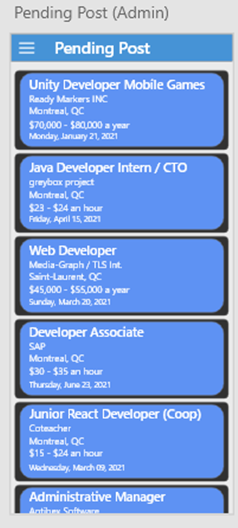 Pending Post (Admin)
Pending Post
Unity Developer Mobile Games
Ready Markers INC
Montreal, QC
$70,000 - $80,000 a year
Monday, January 21, 2021
Java Developer Intern / CTO
greybox project
Montreal, QC
$23 - $24 an hour
Friday, April 15, 2021
Web Developer
Media-Graph / TLS Int.
Saint-Laurent, QC
$45,000 - $55,000 a year
Sunday, March 20, 2021
Developer Associate
SAP
Montreal, QC
$30 - $35 an hour
Thursday, June 23, 2021
Junior React Developer (Coop)
Coteacher
Montreal, QC
$15 - $24 an hour
Wednesday, March 09, 2021
Administrative Manager
Software